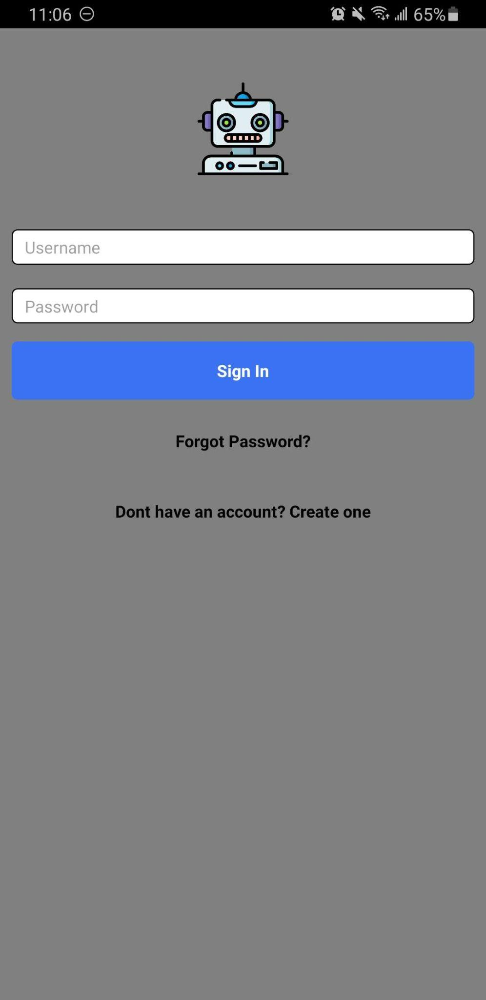 11:06 65%
Username
Password
Sign In
Forgot Password?
Dont have an account? Create one